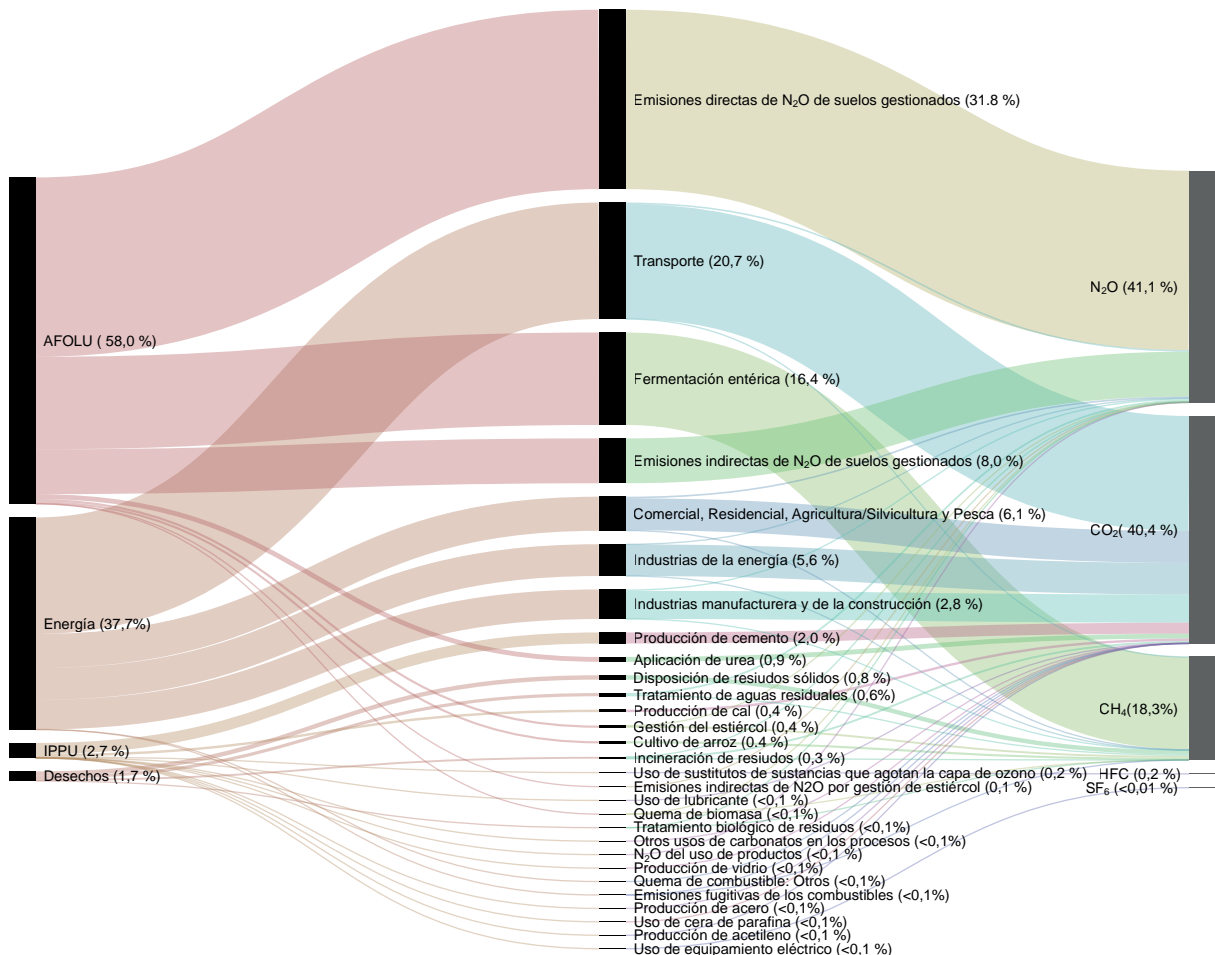 AFOLU ( 58,0 %)
Energía (37,7%)
IPPU (2,7 %)
Desechos (1,7 %)
Emisiones directas de N₂O de suelos gestionados (31.8 %)
Transporte (20,7 %)
Fermentación entérica (16,4 %)
Emisiones indirectas de N₂O de suelos gestionados (8,0 %)
Comercial, Residencial, Agricultura/Silvicultura y Pesca (6,1 %)
Industrias de la energía (5,6 %)
Industrias manufacturera y de la construcción (2,8 %)
Producción de cemento (2,0 %)
Aplicación de urea (0,9 %)
Disposición de residuos sólidos (0,8 %)
Tratamiento de aguas residuales (0,6%)
Producción de cal (0,4 %)
Gestión del estiércol (0,4 %)
Cultivo de arroz (0.4 %)
Incineración de residuos (0,3 %)
Uso de sustitutos de sustancias que agotan la capa de ozono (0,2 %)
Emisiones indirectas de N2O por gestión de estiércol (0,1 %)
Uso de lubricante (<0,1 %)
Quema de biomasa (<0,1%)
Tratamiento biológico de residuos (<0,1%)
Otros usos de carbonatos en los procesos (<0,1%)
N₂O del uso de productos (<0,1 %)
Producción de vidrio (<0,1%)
Quema de combustible: Otros (<0,1%)
Emisiones fugitivas de los combustibles (<0,1%)
Producción de acero (<0,1%)
Uso de cera de parafina (<0,1%)
Producción de acetileno (<0,1 %)
Uso de equipamiento eléctrico (<0,1 %)
N₂O (41,1 %)
CO₂( 40,4 %)
CH₄(18,3%)
HFC (0,2 %)
SF₆ (<0,01 %)